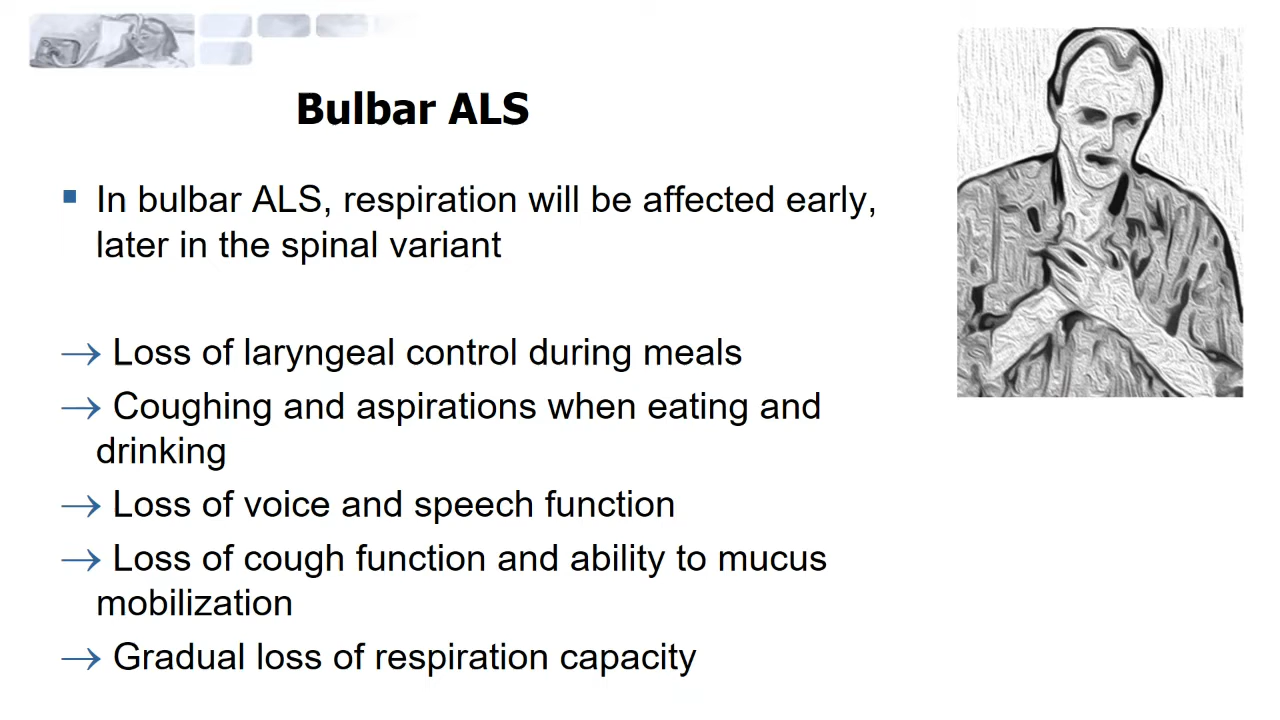 Bulbar ALS
In bulbar ALS, respiration will be affected early,
later in the spinal variant
→ Loss of laryngeal control during meals
→ Coughing and aspirations when eating and
drinking
→ Loss of voice and speech function
→ Loss of cough function and ability to mucus
mobilization
→ Gradual loss of respiration capacity